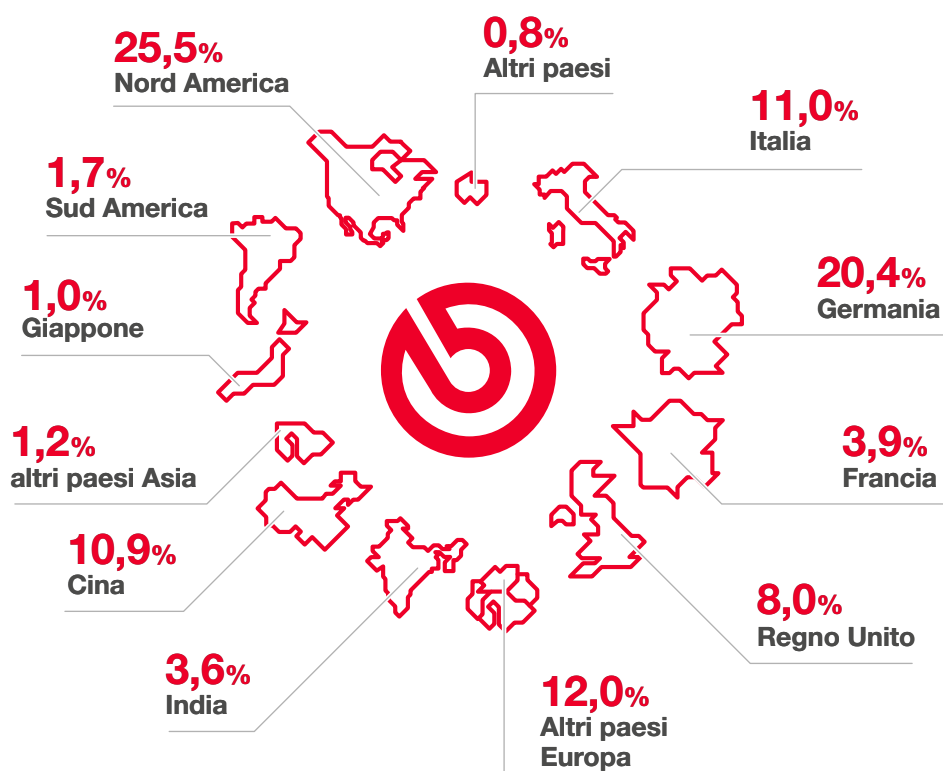 25,5%
Nord America
0,8%
Altri paesi
11,0%
Italia
1,7%
Sud America
20,4%
Germania
1,0%
Giappone
1,2%
altri paesi Asia
3,9%
Francia
10,9%
Cina
8,0%
Regno Unito
3,6%
India
12,0%
Altri paesi
Europa